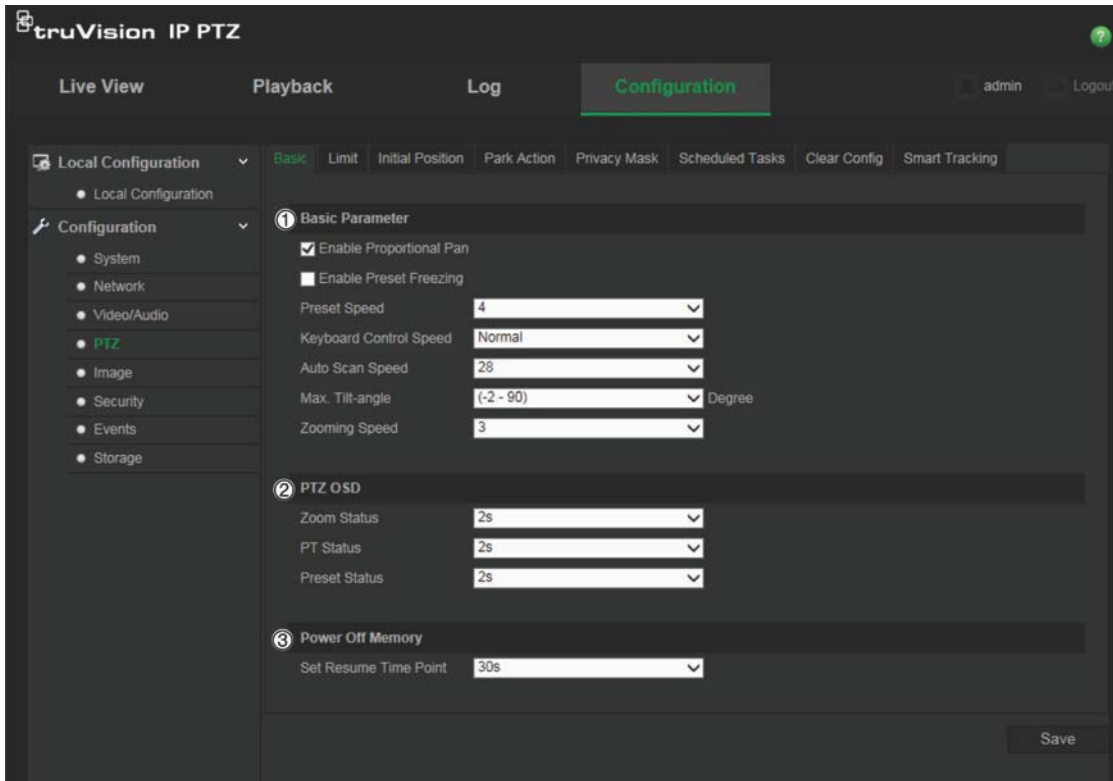 truVision IP PTZ
?
Live View Playback Log Configuration admin Logou
Local Configuration
Local Configuration
Configuration
System
Network
Video/Audio
PTZ
Image
Security
Events
Storage
Basic Limit Initial Position Park Action Privacy Mask Scheduled Tasks Clear Config Smart Tracking
① Basic Parameter
Enable Proportional Pan
Enable Preset Freezing
Preset Speed 4
Keyboard Control Speed Normal
Auto Scan Speed 28
Max. Tilt-angle (-2 - 90) Degree
Zooming Speed 3
② PTZ OSD
Zoom Status 2s
PT Status 2s
Preset Status 2s
③ Power Off Memory
Set Resume Time Point 30s
Save